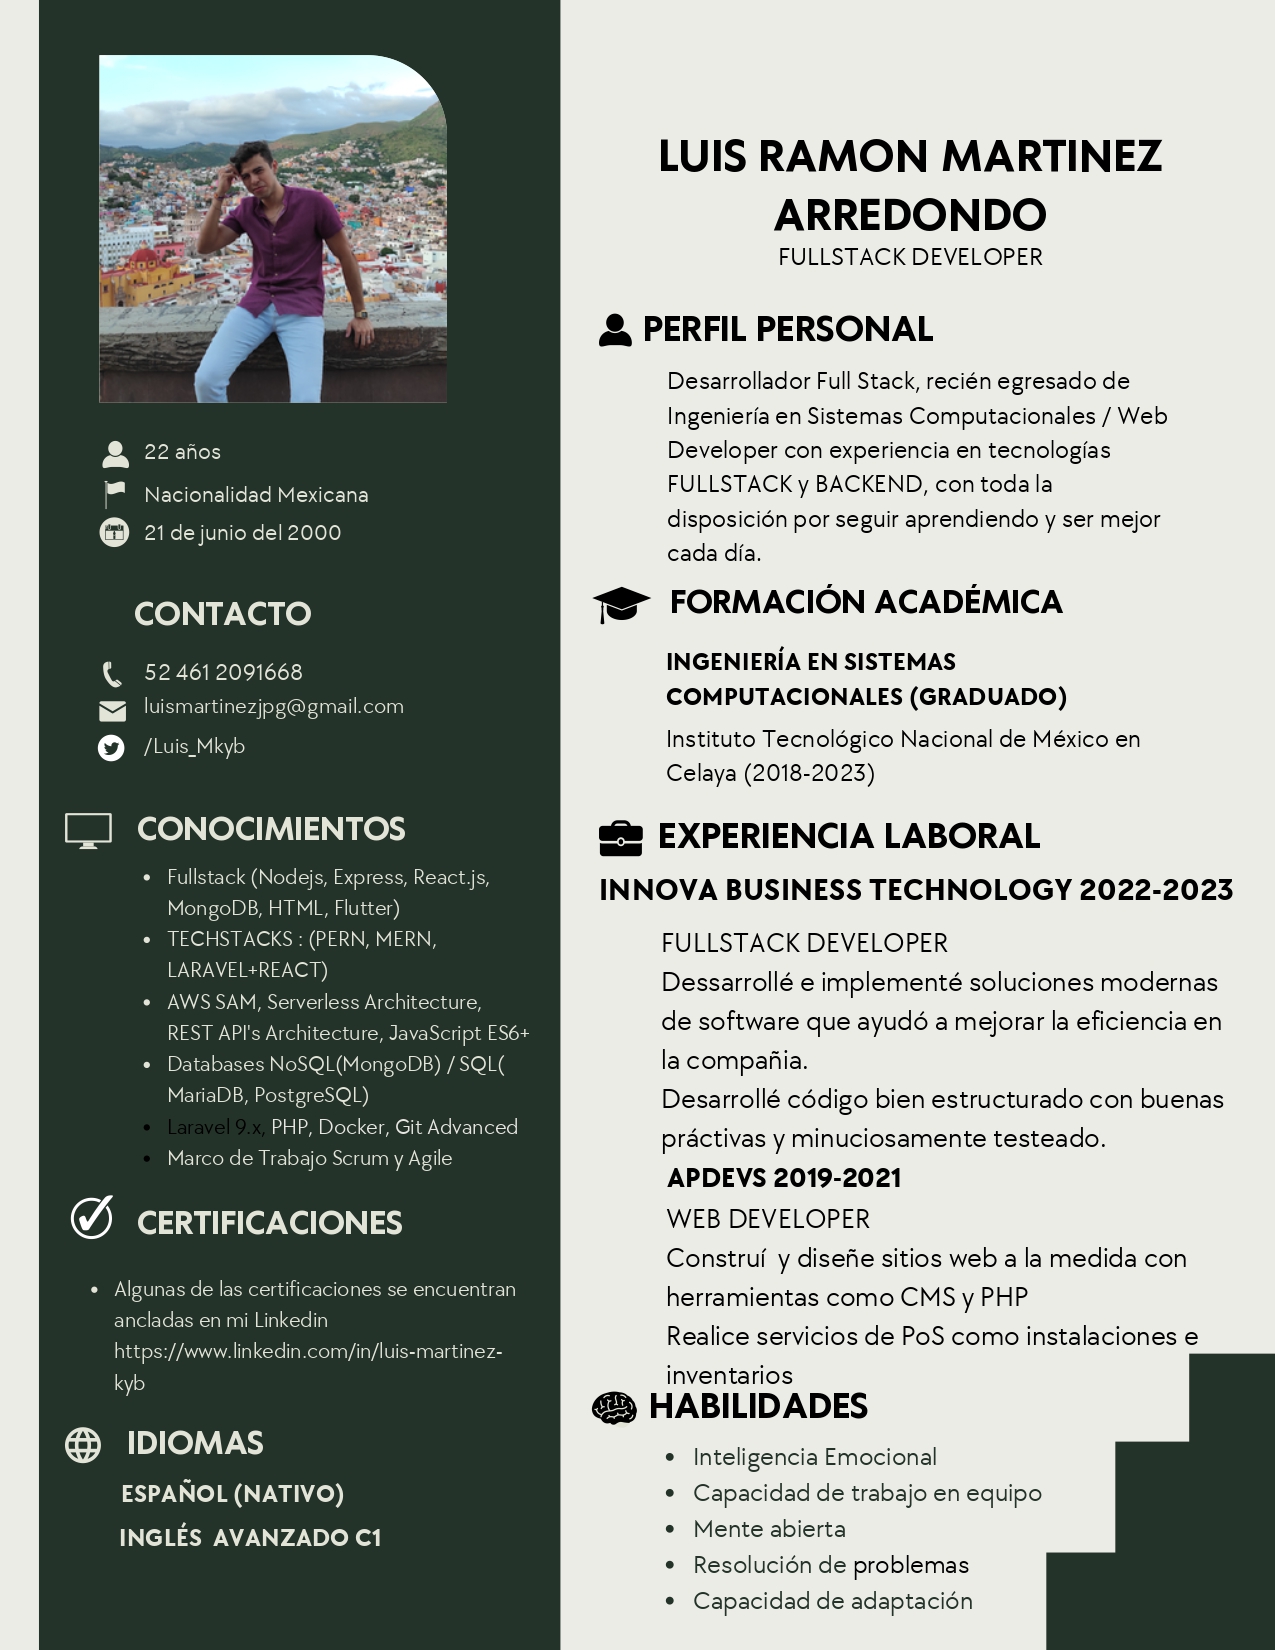 22 años
Nacionalidad Mexicana
21 de junio del 2000
CONTACTO
52 461 2091668
luismartinezjpg@gmail.com
/Luis_Mkyb
CONOCIMIENTOS
• Fullstack (Nodejs, Express, React.js,
MongoDB, HTML, Flutter)
• TECHSTACKS : (PERN, MERN,
LARAVEL+REACT)
• AWS SAM, Serverless Architecture,
REST API's Architecture, JavaScript ES6+
• Databases NoSQL(MongoDB) / SQL(
MariaDB, PostgreSQL)
• Laravel 9.x, PHP, Docker, Git Advanced
• Marco de Trabajo Scrum y Agile
CERTIFICACIONES
• Algunas de las certificaciones se encuentran
ancladas en mi Linkedin
https://www.linkedin.com/in/luis-martinez-
kyb
IDIOMAS
ESPAÑOL (NATIVO)
INGLÉS  AVANZADO C1
LUIS RAMON MARTINEZ
ARREDONDO
FULLSTACK DEVELOPER
PERFIL PERSONAL
Desarrollador Full Stack, recién egresado de
Ingeniería en Sistemas Computacionales / Web
Developer con experiencia en tecnologías
FULLSTACK y BACKEND, con toda la
disposición por seguir aprendiendo y ser mejor
cada día.
FORMACIÓN ACADÉMICA
INGENIERÍA EN SISTEMAS
COMPUTACIONALES (GRADUADO)
Instituto Tecnológico Nacional de México en
Celaya (2018-2023)
EXPERIENCIA LABORAL
INNOVA BUSINESS TECHNOLOGY 2022-2023
FULLSTACK DEVELOPER
Dessarrollé e implementé soluciones modernas
de software que ayudó a mejorar la eficiencia en
la compañia.
Desarrollé código bien estructurado con buenas
práctivas y minuciosamente testeado.
APDEVS 2019-2021
WEB DEVELOPER
Construí  y diseñe sitios web a la medida con
herramientas como CMS y PHP
Realice servicios de PoS como instalaciones e
inventarios
HABILIDADES
• Inteligencia Emocional
• Capacidad de trabajo en equipo
• Mente abierta
• Resolución de problemas
• Capacidad de adaptación